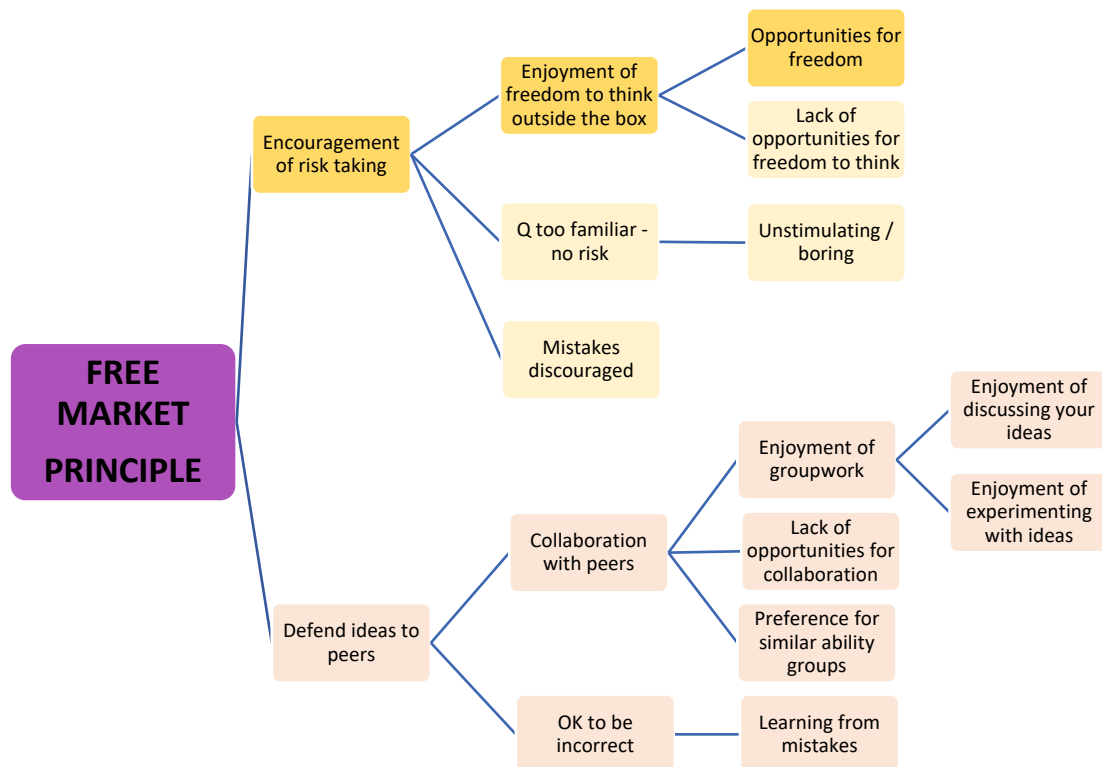 FREE
MARKET
PRINCIPLE
Encouragement
of risk taking
Enjoyment of
freedom to think
outside the box
Opportunities for
freedom
Lack of
opportunities for
freedom to think
Q too familiar -
no risk
Unstimulating /
boring
Mistakes
discouraged
Defend ideas to
peers
Collaboration
with peers
Enjoyment of
groupwork
Enjoyment of
discussing your
ideas
Enjoyment of
experimenting
with ideas
Lack of
opportunities for
collaboration
Preference for
similar ability
groups
OK to be
incorrect
Learning from
mistakes